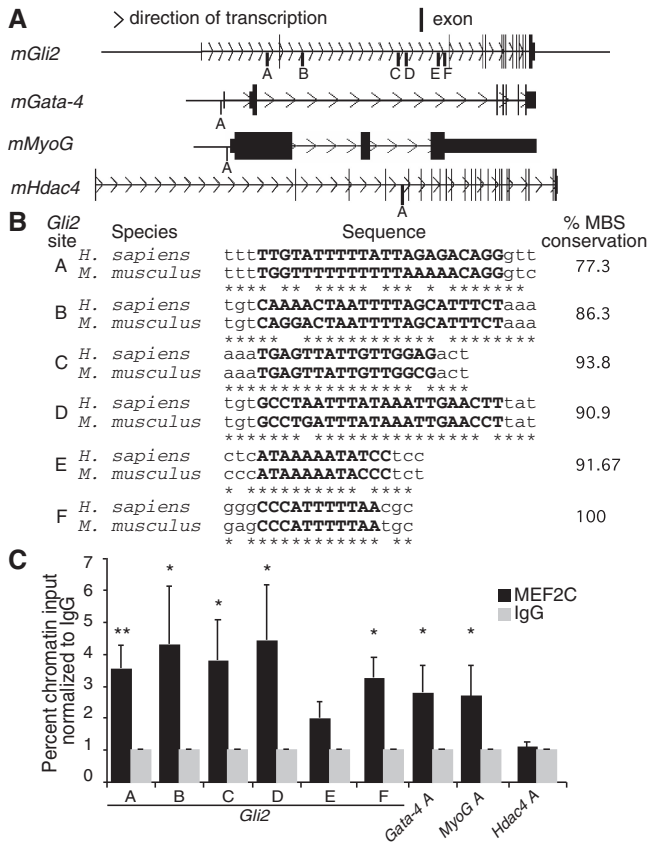 A
> direction of transcription
exon
mGli2
A B C D E F
mGata-4
A
mMyoG
A
mHdac4
A
B
Gli2 site Species Sequence % MBS conservation
A H. sapiens tttTTGTATTTTTATTAGAGACAGGgtt 77.3
M. musculus tttTGGTTTTTTTTTTAAAAACAGGgtc
**** *** ** ***** * ******
B H. sapiens tgtCAAAACTAATTTTAGCATTTCTaaa 86.3
M. musculus tgtCAGGACTAATTTTAGCATTTCTaaa
***** ********************
C H. sapiens aaaTGAGTTATTGTTGGAGact 93.8
M. musculus aaaTGAGTTATTGTTGGCGact
***************** ****
D H. sapiens tgtGCCTAATTTATAAATTGAACTTtat 90.9
M. musculus tgtGCCTGATTTATAAATTGAACCTtat
******* *************** ****
E H. sapiens ctcATAAAAATATCCtcc 91.67
M. musculus cccATAAAAATACCCtct
* ********** ****
F H. sapiens gggCCCATTTTTAAcgc 100
M. musculus gagCCCATTTTTAAtgc
* ************ **
C
Percent chromatin input
normalized to IgG
7
6
5
4
3
2
1
0
** * * * * * *
MEF2C
IgG
A B C D E F
Gli2
Gata-4 A MyoG A Hdac4 A